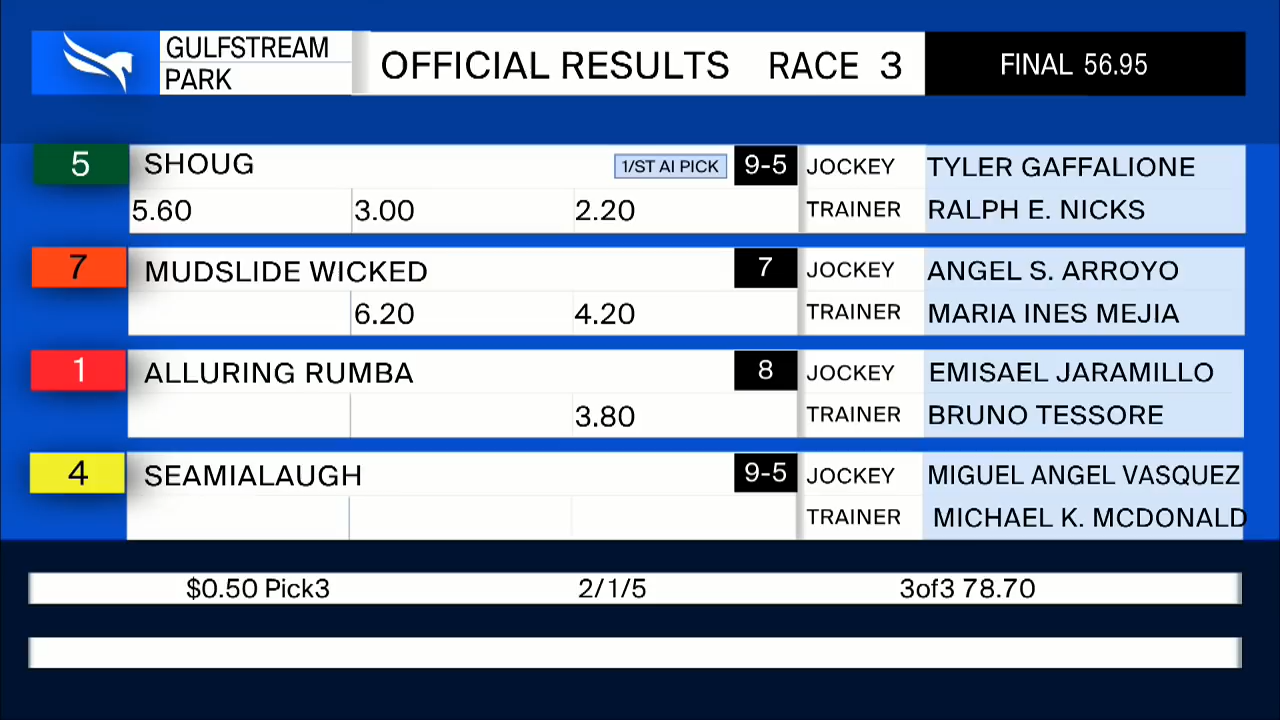 GULFSTREAM
PARK
OFFICIAL RESULTS RACE 3
FINAL 56.95
5 SHOUG 1/ST AI PICK 9-5 JOCKEY TYLER GAFFALIONE
5.60 3.00 2.20 TRAINER RALPH E. NICKS
7 MUDSLIDE WICKED 7 JOCKEY ANGEL S. ARROYO
6.20 4.20 TRAINER MARIA INES MEJIA
1 ALLURING RUMBA 8 JOCKEY EMISAEL JARAMILLO
3.80 TRAINER BRUNO TESSORE
4 SEAMIALAUGH 9-5 JOCKEY MIGUEL ANGEL VASQUEZ
TRAINER MICHAEL K. MCDONALD
$0.50 Pick3 2/1/5 3of3 78.70